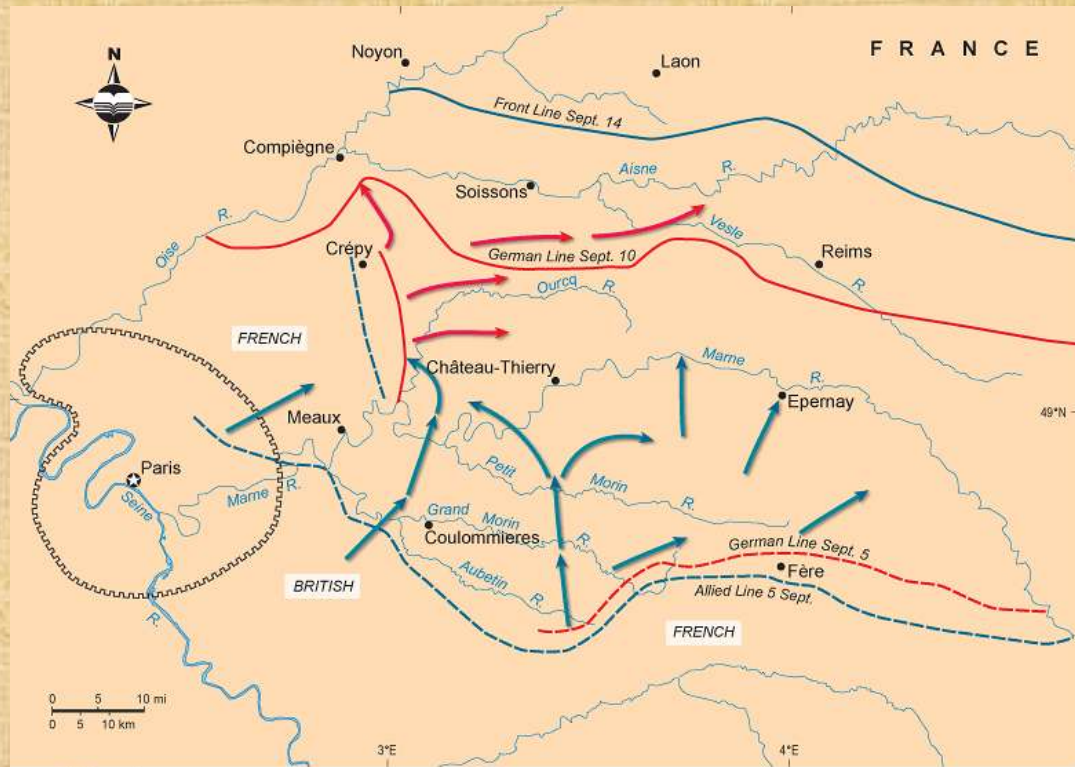 FRANCE
N
Noyon
Laon
Front Line Sept. 14
Compiègne
Aisne R.
Soissons
Oise R.
Vesle R.
Crépy
German Line Sept. 10
Reims
Ourcq R.
FRENCH
Marne R.
Château-Thierry
Epernay
49°N
Meaux
Petit Morin R.
Paris
Seine R.
Marne R.
Grand Morin R.
Coulommieres
German Line Sept. 5
Fère
Aubetin R.
BRITISH
Allied Line 5 Sept.
FRENCH
0 5 10 mi
0 5 10 km
3°E
4°E